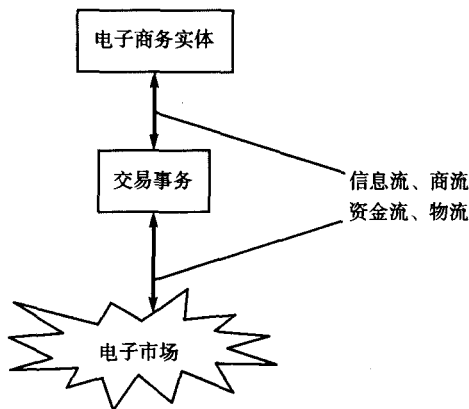 电子商务实体
交易事务
信息流、商流
资金流、物流
电子市场